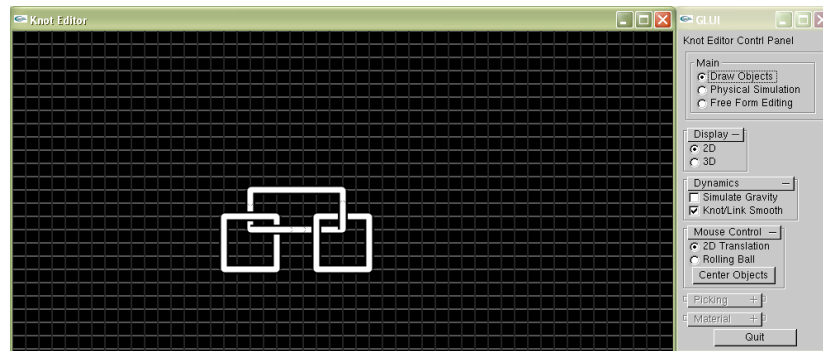 Knot Editor
GLUI
Knot Editor Contrl Panel
Main
Draw Objects
Physical Simulation
Free Form Editing
Display
2D
3D
Dynamics
Simulate Gravity
Knot/Link Smooth
Mouse Control
2D Translation
Rolling Ball
Center Objects
Picking
Material
Quit